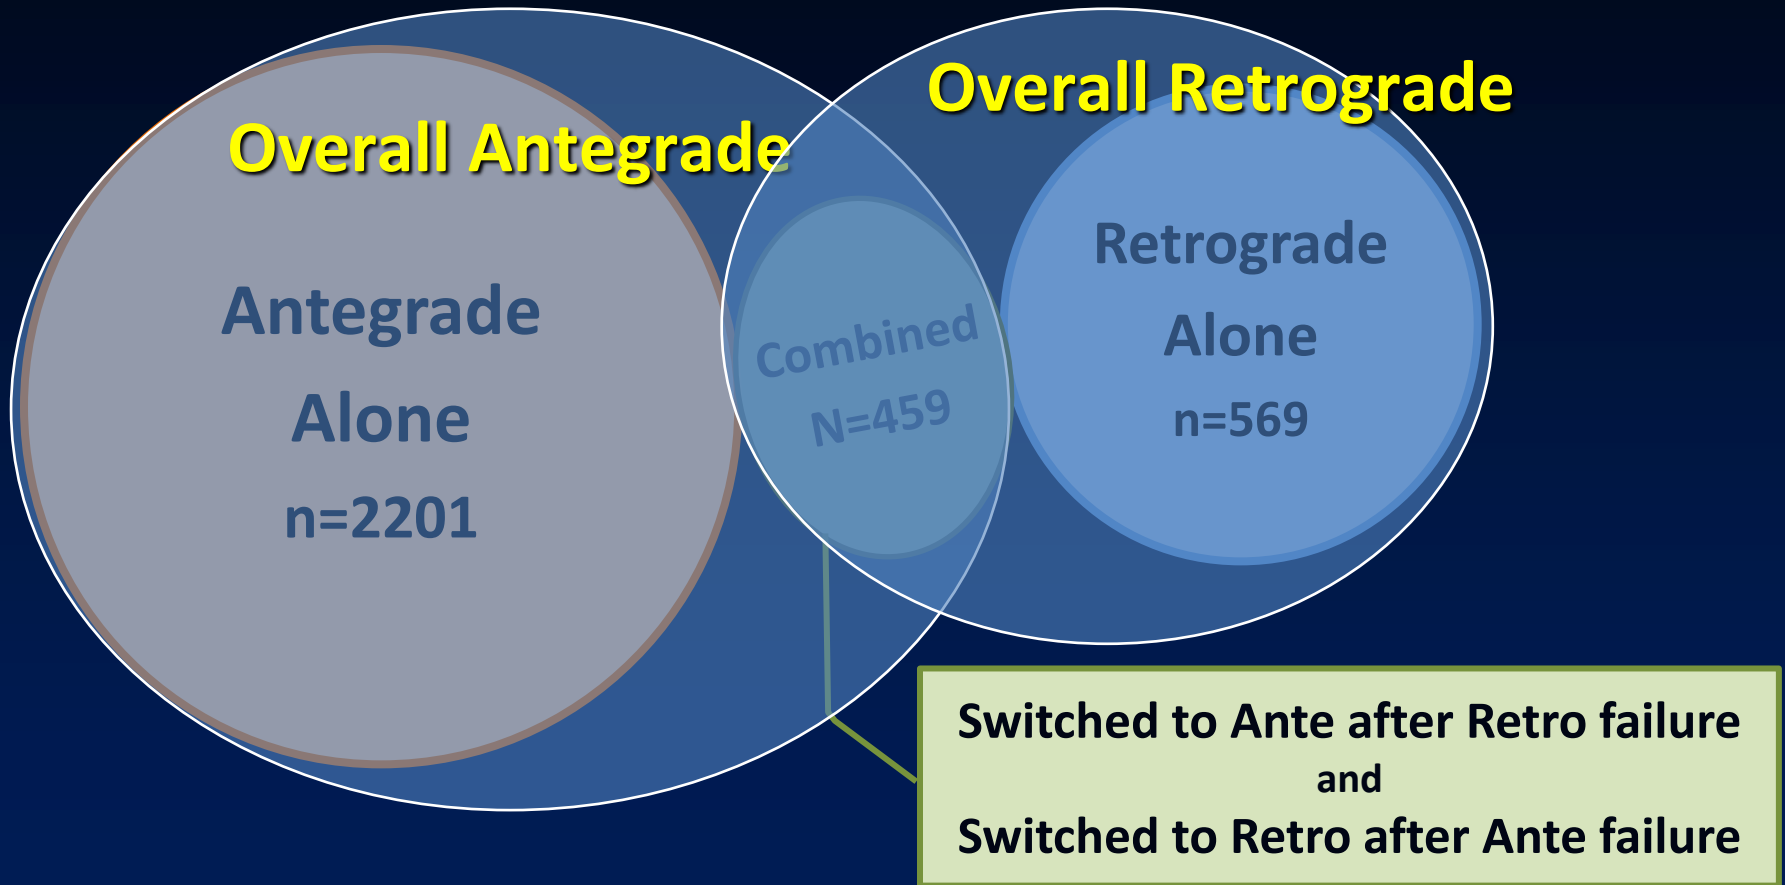 Overall Antegrade
Overall Retrograde
Antegrade
Alone
n=2201
Combined
N=459
Retrograde
Alone
n=569
Switched to Ante after Retro failure
and
Switched to Retro after Ante failure